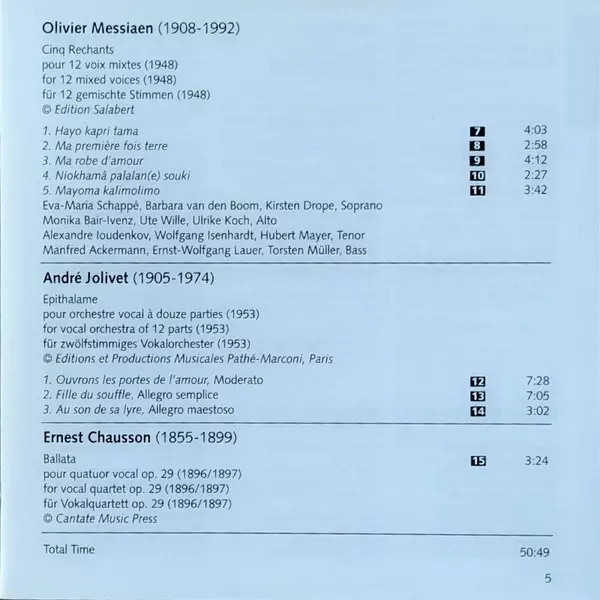 Olivier Messiaen (1908-1992)
Cinq Rechants
pour 12 voix mixtes (1948)
for 12 mixed voices (1948)
für 12 gemischte Stimmen (1948)
© Edition Salabert
1. Hayo kapri tama 7 4:03
2. Ma première fois terre 8 2:58
3. Ma robe d'amour 9 4:12
4. Niokhamâ palalan(e) souki 10 2:27
5. Mayoma kalimolimo 11 3:42
Eva-Maria Schappé, Barbara van den Boom, Kirsten Drope, Soprano
Monika Bair-Ivenz, Ute Wille, Ulrike Koch, Alto
Alexandre Ioudenkov, Wolfgang Isenhardt, Hubert Mayer, Tenor
Manfred Ackermann, Ernst-Wolfgang Lauer, Torsten Müller, Bass
André Jolivet (1905-1974)
Epithalame
pour orchestre vocal à douze parties (1953)
for vocal orchestra of 12 parts (1953)
für zwölfstimmiges Vokalorchester (1953)
© Editions et Productions Musicales Pathé-Marconi, Paris
1. Ouvrons les portes de l'amour, Moderato 12 7:28
2. Fille du souffle, Allegro semplice 13 7:05
3. Au son de sa lyre, Allegro maestoso 14 3:02
Ernest Chausson (1855-1899)
Ballata 15 3:24
pour quatuor vocal op. 29 (1896/1897)
for vocal quartet op. 29 (1896/1897)
für Vokalquartett op. 29 (1896/1897)
© Cantate Music Press
Total Time 50:49
5